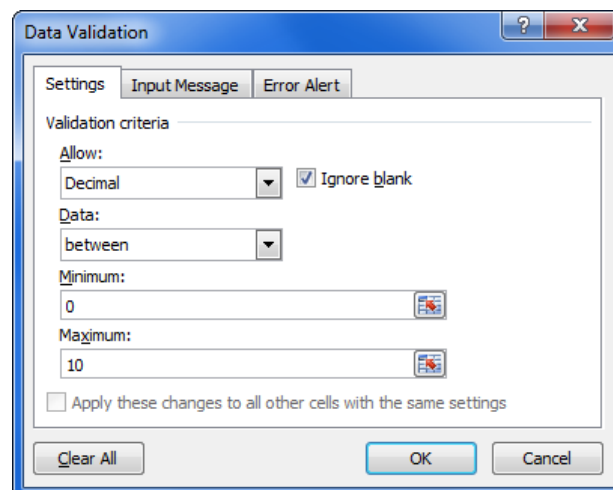 Data Validation
?
Settings Input Message Error Alert
Validation criteria
Allow:
Decimal Ignore blank
Data:
between
Minimum:
0
Maximum:
10
Apply these changes to all other cells with the same settings
Clear All OK Cancel